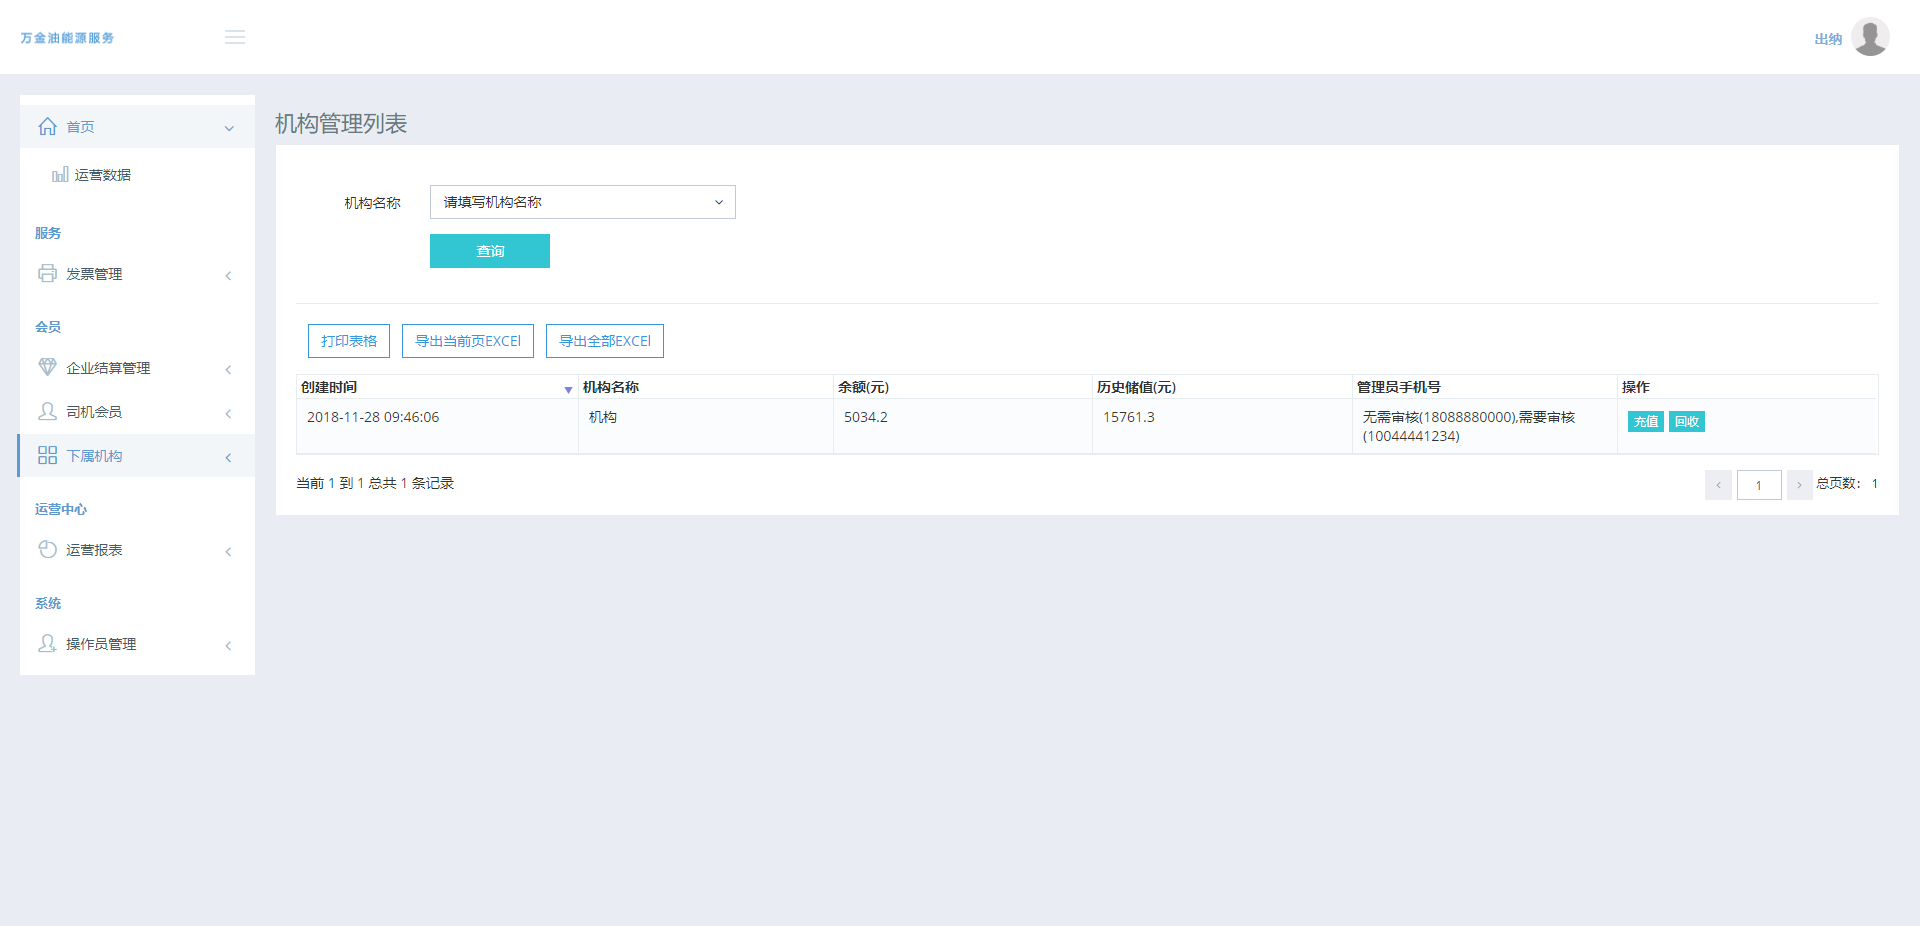 万金油能源服务
出纳
首页
运营数据
服务
发票管理
会员
企业结算管理
司机会员
下属机构
运营中心
运营报表
系统
操作员管理
机构管理列表
机构名称 请填写机构名称
查询
打印表格 导出当前页EXCEl 导出全部EXCEl
创建时间 机构名称 余额(元) 历史储值(元) 管理员手机号 操作
2018-11-28 09:46:06 机构 5034.2 15761.3 无需审核(18088880000),需要审核 充值 回收
(10044441234)
当前 1 到 1 总共 1 条记录
1 总页数： 1